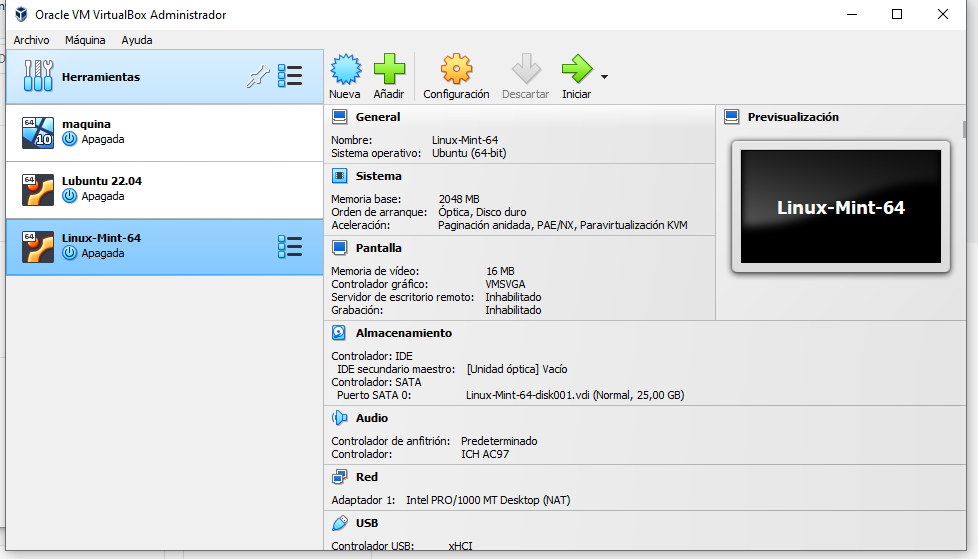 Oracle VM VirtualBox Administrador
Archivo Máquina Ayuda
Herramientas
Nueva Añadir Configuración Descartar Iniciar
64
10
maquina
Apagada
64
Lubuntu 22.04
Apagada
64
Linux-Mint-64
Apagada
General
Nombre: Linux-Mint-64
Sistema operativo: Ubuntu (64-bit)
Sistema
Memoria base: 2048 MB
Orden de arranque: Óptica, Disco duro
Aceleración: Paginación anidada, PAE/NX, Paravirtualización KVM
Pantalla
Memoria de vídeo: 16 MB
Controlador gráfico: VMSVGA
Servidor de escritorio remoto: Inhabilitado
Grabación: Inhabilitado
Previsualización
Linux-Mint-64
Almacenamiento
Controlador: IDE
IDE secundario maestro: [Unidad óptica] Vacío
Controlador: SATA
Puerto SATA 0: Linux-Mint-64-disk001.vdi (Normal, 25,00 GB)
Audio
Controlador de anfitrión: Predeterminado
Controlador: ICH AC97
Red
Adaptador 1: Intel PRO/1000 MT Desktop (NAT)
USB
Controlador USB: xHCI